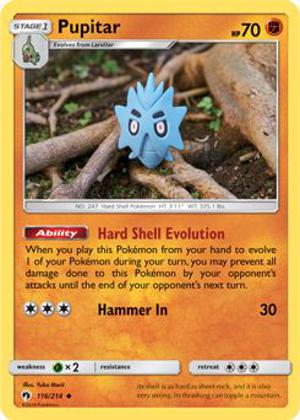 STAGE 1 Pupitar HP 70
Evolves from Larvitar
NO. 247 Hard Shell Pokémon HT: 3'11" WT: 335.1 lbs.
Ability Hard Shell Evolution
When you play this Pokémon from your hand to evolve
1 of your Pokémon during your turn, you may prevent all
damage done to this Pokémon by your opponent's
attacks until the end of your opponent's next turn.
Hammer In 30
weakness ×2 resistance retreat
Illus. Yuka Morii
116/214
©2019 Pokémon
Its shell is as hard as sheet rock, and it is also
very strong. Its thrashing can topple a mountain.